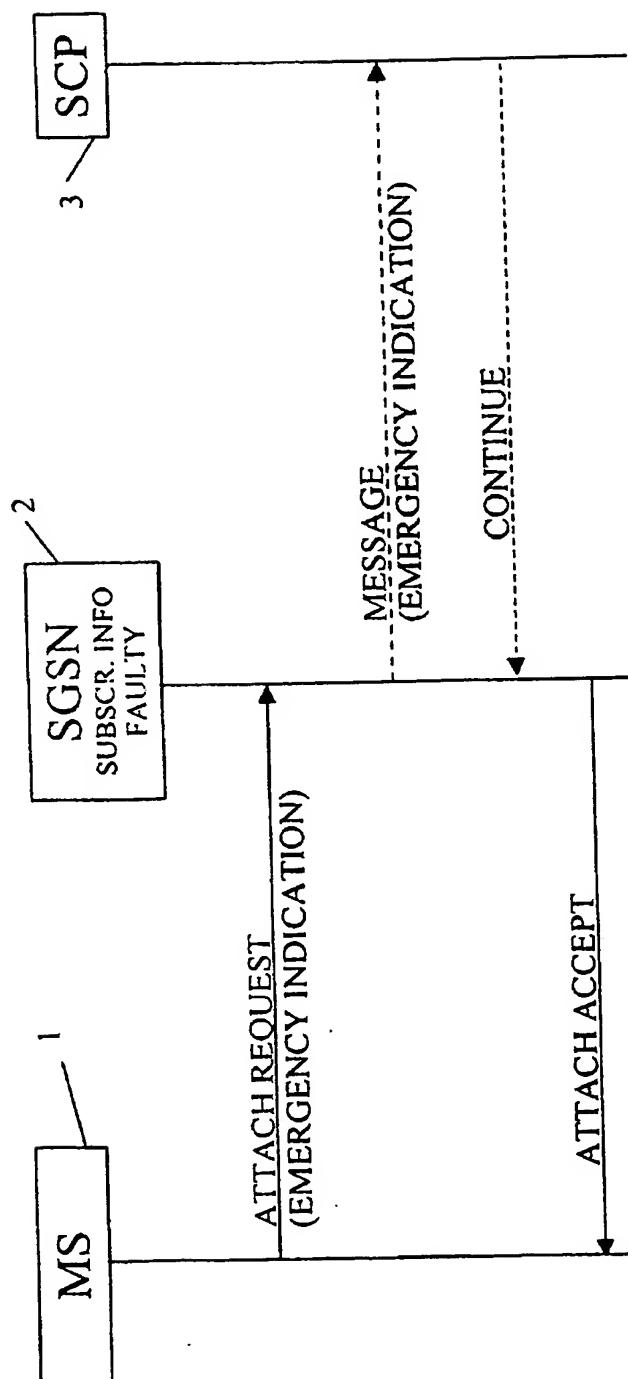 MS
1
SGSN
SUBSCR. INFO
FAULTY
2
SCP
3
ATTACH REQUEST
(EMERGENCY INDICATION)
MESSAGE
(EMERGENCY INDICATION)
CONTINUE
ATTACH ACCEPT